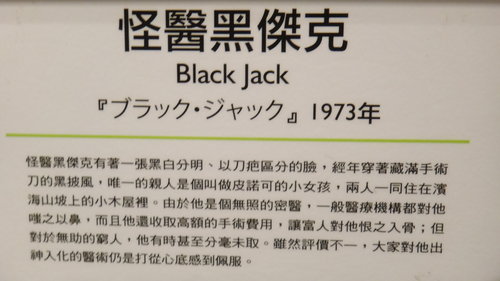 怪醫黑傑克
Black Jack
『ブラック・ジャック』 1973年
怪醫黑傑克有著一張黑白分明、以刀疤區分的臉，經年穿著藏滿手術
刀的黑披風，唯一的親人是個叫做皮諾可的小女孩，兩人一同住在濱
海山坡上的小木屋裡。由於他是個無照的密醫，一般醫療機構都對他
嗤之以鼻，而且他還收取高額的手術費用，讓富人對他恨之入骨；但
對於無助的窮人，他有時甚至分毫未取。雖然評價不一，大家對他出
神入化的醫術仍是打從心底感到佩服。